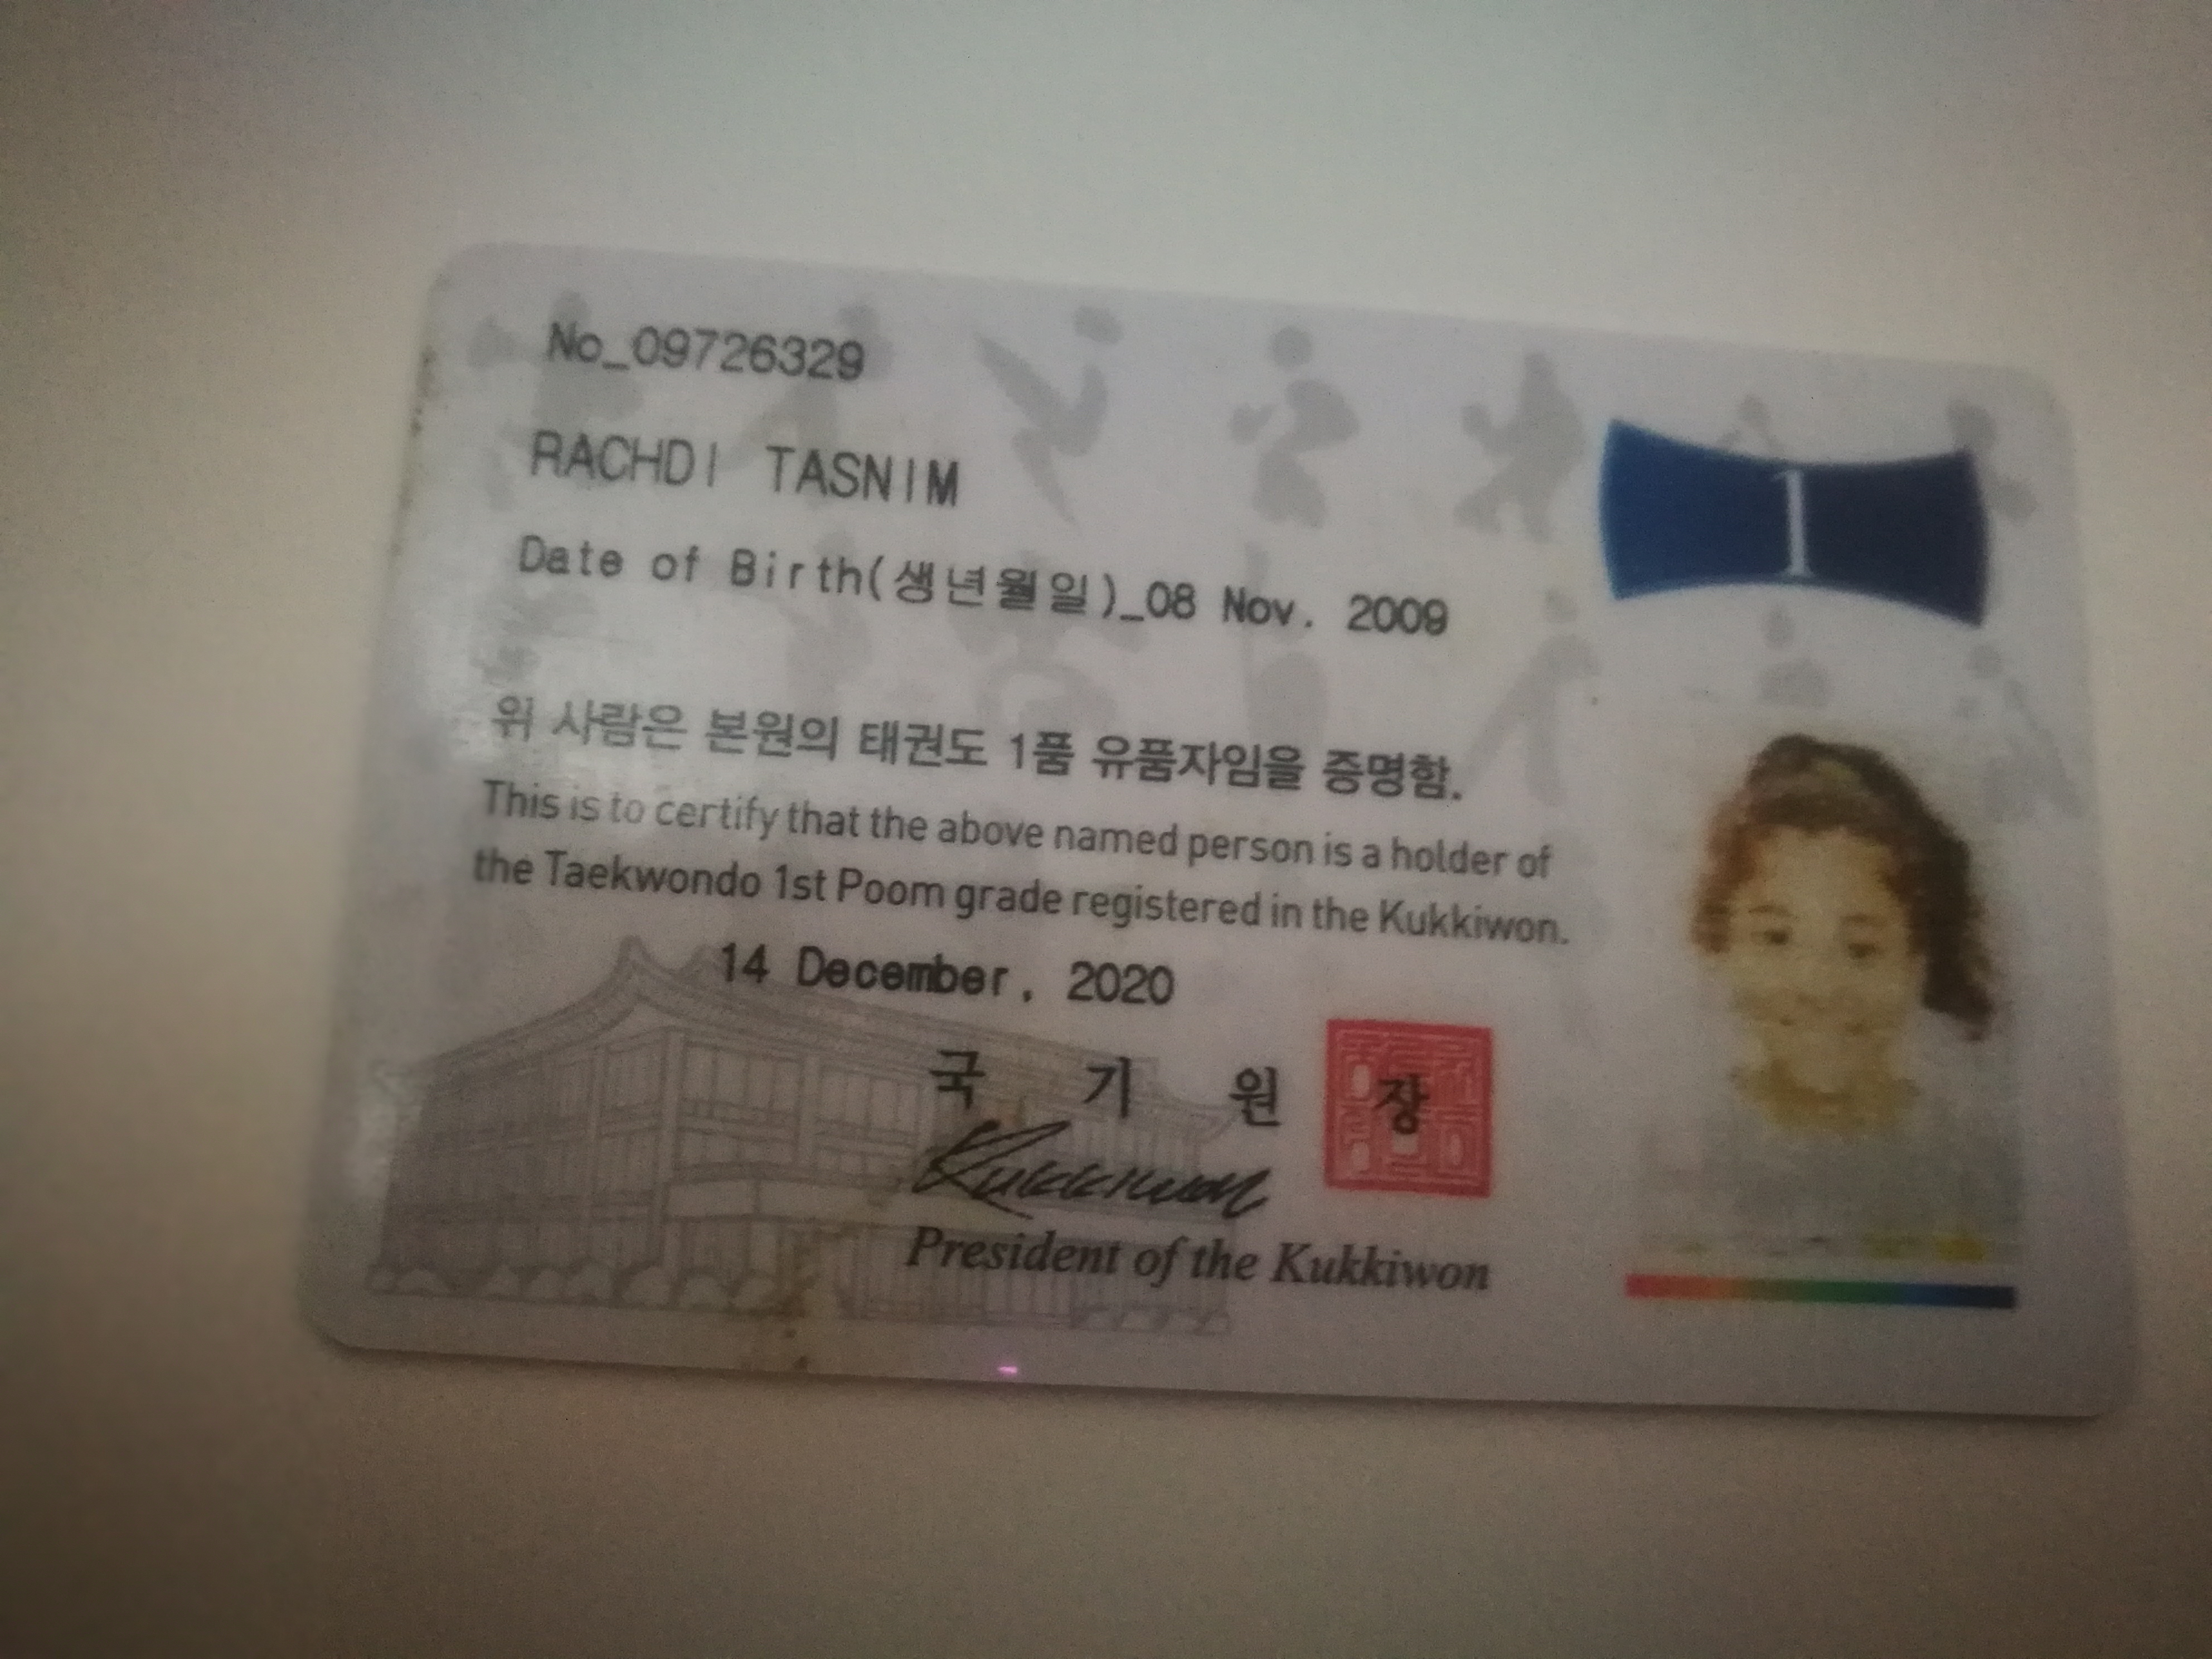 No_09726329
1
RACHDI TASNIM
Date of Birth(생년월일)_08 Nov. 2009
위 사람은 본원의 태권도 1품 유품자임을 증명함.
This is to certify that the above named person is a holder of
the Taekwondo 1st Poom grade registered in the Kukkiwon.
14 December, 2020
국 기 원 장
Kukkiwon
President of the Kukkiwon